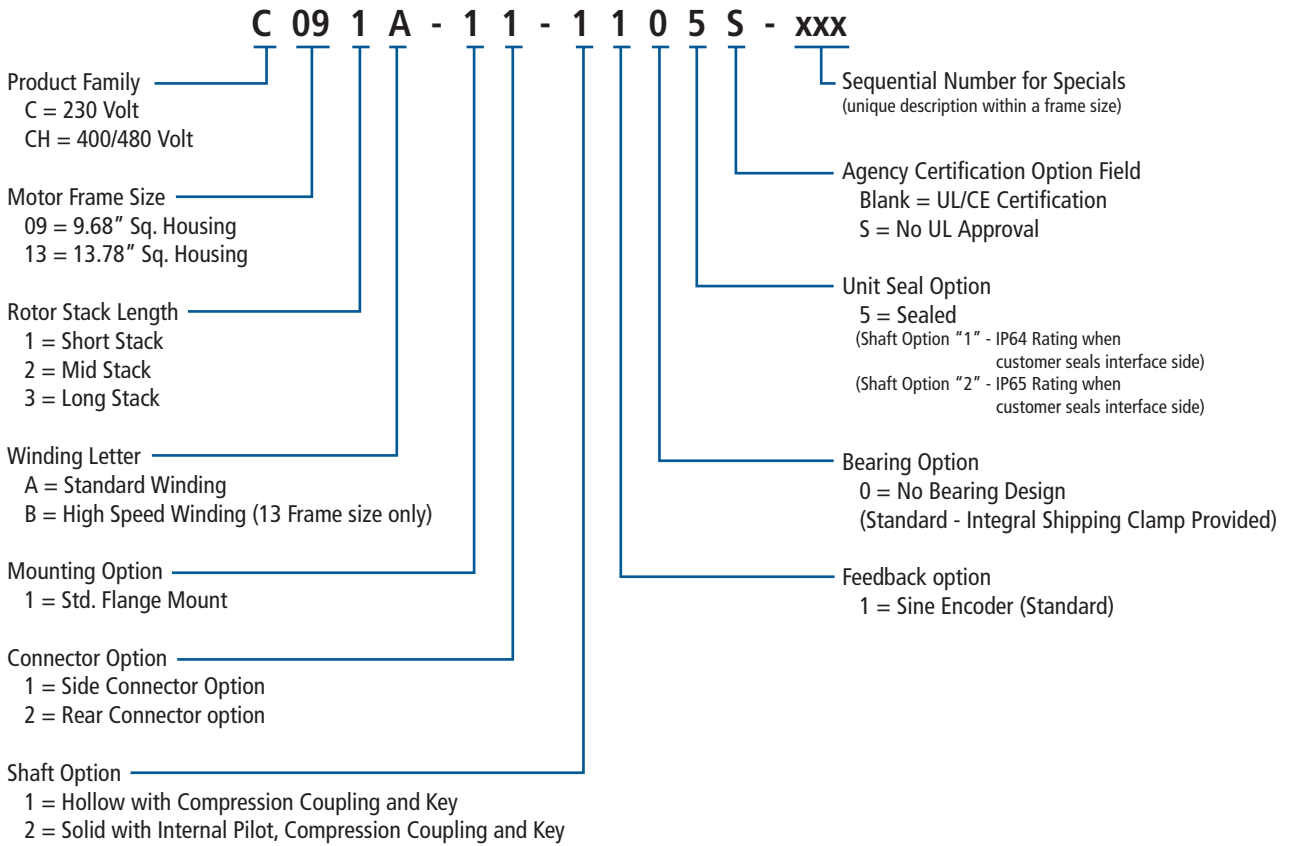 C 09 1 A - 1 1 - 1 1 0 5 S - xxx
Product Family
C = 230 Volt
CH = 400/480 Volt
Motor Frame Size
09 = 9.68" Sq. Housing
13 = 13.78" Sq. Housing
Rotor Stack Length
1 = Short Stack
2 = Mid Stack
3 = Long Stack
Winding Letter
A = Standard Winding
B = High Speed Winding (13 Frame size only)
Mounting Option
1 = Std. Flange Mount
Connector Option
1 = Side Connector Option
2 = Rear Connector option
Shaft Option
1 = Hollow with Compression Coupling and Key
2 = Solid with Internal Pilot, Compression Coupling and Key
Sequential Number for Specials
(unique description within a frame size)
Agency Certification Option Field
Blank = UL/CE Certification
S = No UL Approval
Unit Seal Option
5 = Sealed
(Shaft Option "1" - IP64 Rating when
customer seals interface side)
(Shaft Option "2" - IP65 Rating when
customer seals interface side)
Bearing Option
0 = No Bearing Design
(Standard - Integral Shipping Clamp Provided)
Feedback option
1 = Sine Encoder (Standard)